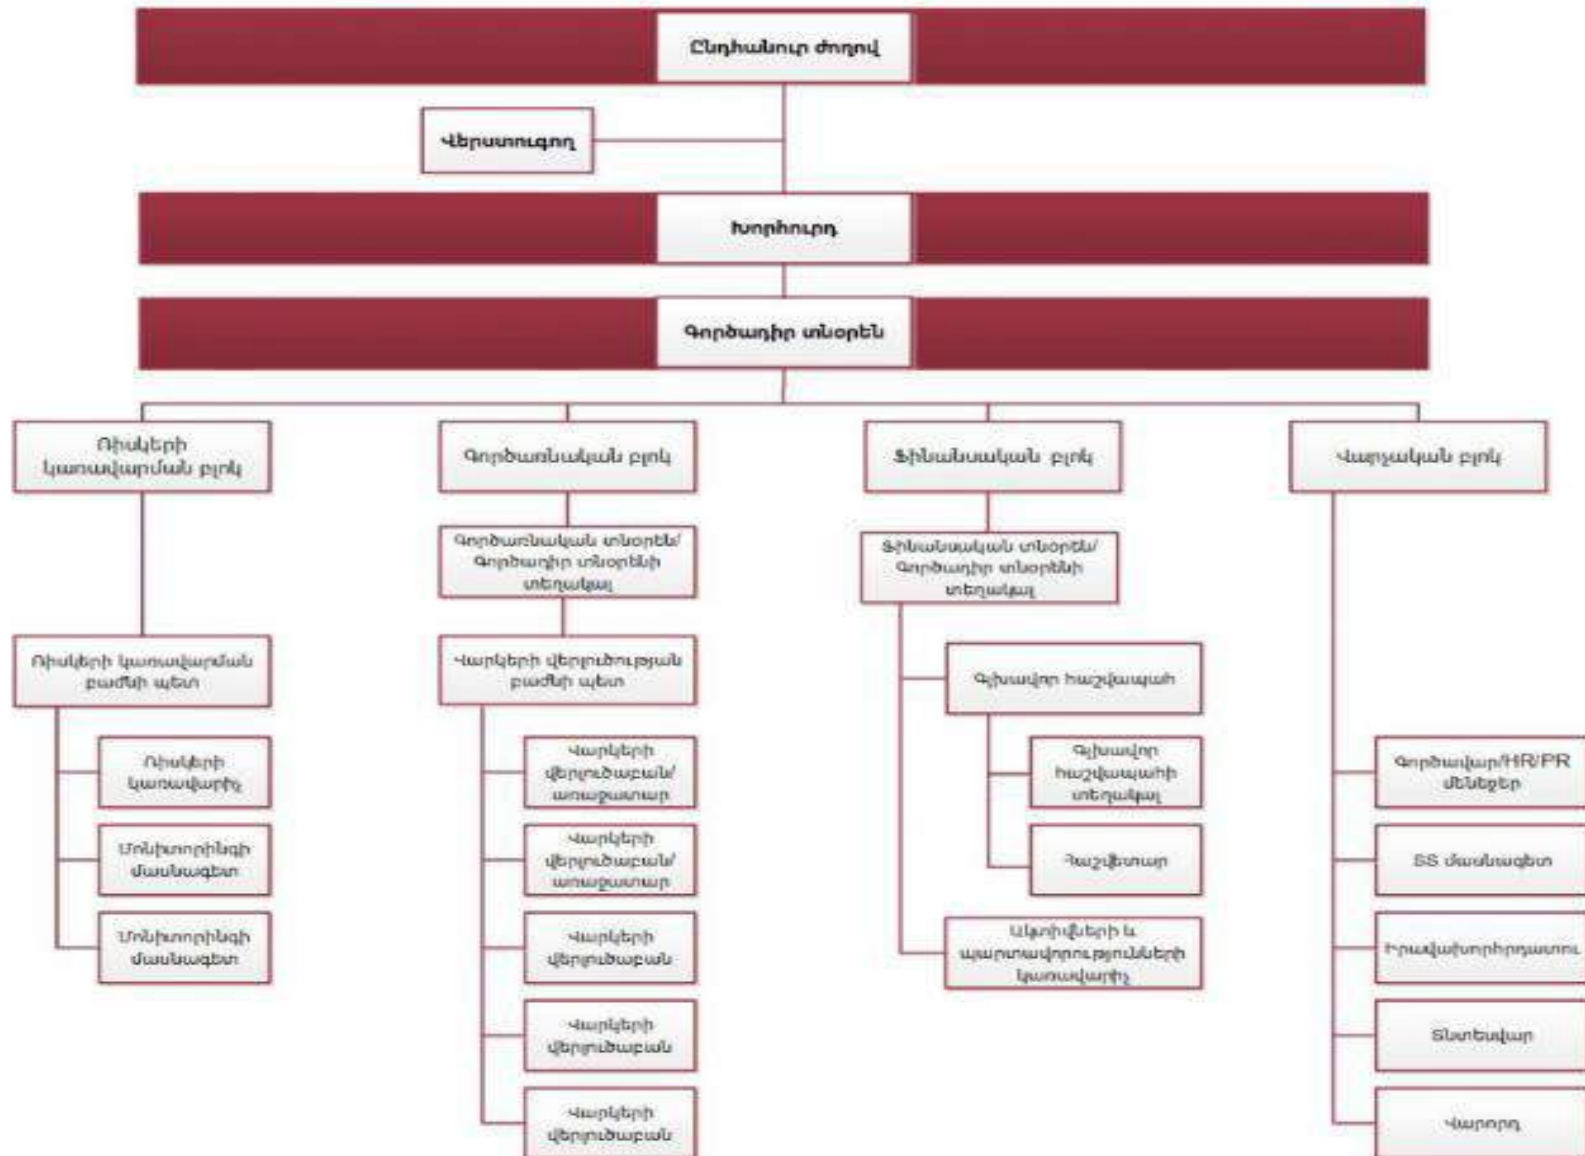 Ընդհանուր ժողով
Վերստուգող
Խորհուրդ
Գործադիր տնօրեն
Ռիսկերի
կառավարման բլոկ
Գործառնական բլոկ
Ֆինանսական բլոկ
Վարչական բլոկ
Գործառնական տնօրեն/
Գործադիր տնօրենի
տեղակալ
Ֆինանսական տնօրեն/
Գործադիր տնօրենի
տեղակալ
Ռիսկերի կառավարման
բաժնի պետ
Վարկերի վերլուծության
բաժնի պետ
Գլխավոր հաշվապահ
Ռիսկերի
կառավարիչ
Մոնիտորինգի
մասնագետ
Մոնիտորինգի
մասնագետ
Վարկերի
վերլուծաբան/
առաջատար
Վարկերի
վերլուծաբան/
առաջատար
Վարկերի
վերլուծաբան
Վարկերի
վերլուծաբան
Վարկերի
վերլուծաբան
Գլխավոր
հաշվապահի
տեղակալ
Հաշվետար
Ակտիվների և
պարտավորությունների
կառավարիչ
Գործավար/HR/PR
մենեջեր
ՏՏ մասնագետ
Իրավախորհրդատու
Տնտեսվար
Վարորդ